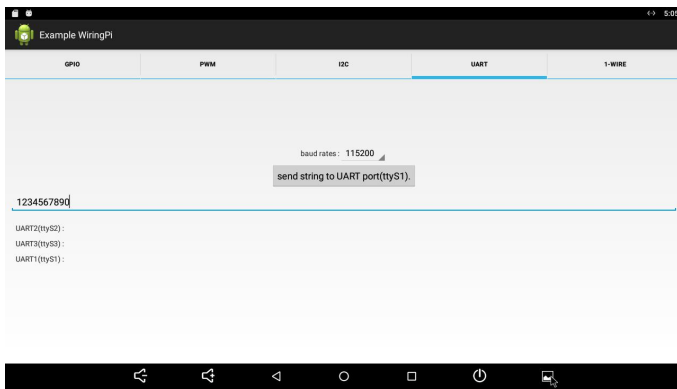 5:05
Example WiringPi
GPIO PWM I2C UART 1-WIRE
baud rates : 115200
send string to UART port(ttyS1).
1234567890
UART2(ttyS2) :
UART3(ttyS3) :
UART1(ttyS1) :